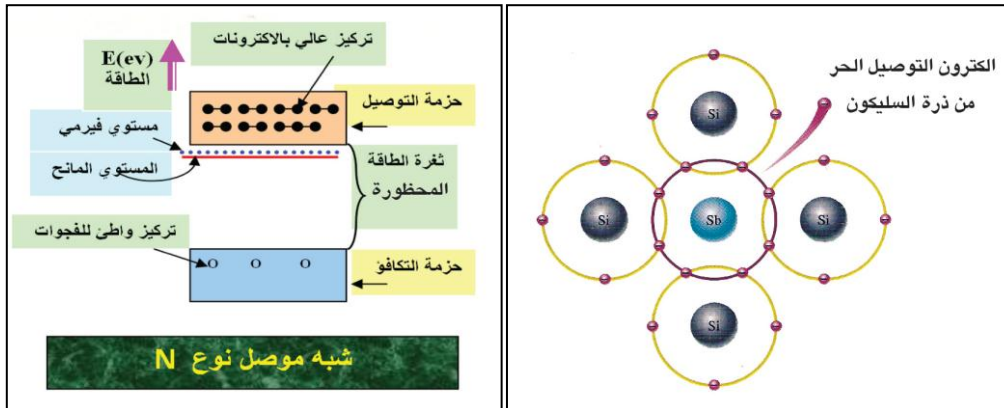 تركيز عالي بالاكترونات
E(ev)
الطاقة
حزمة التوصيل
مستوي فيرمي
المستوي المانح
ثغرة الطاقة
المحظورة
تركيز واطئ للفجوات
حزمة التكافؤ
شبه موصل نوع N
الكترون التوصيل الحر
من ذرة السليكون
Si
Si
Sb
Si
Si